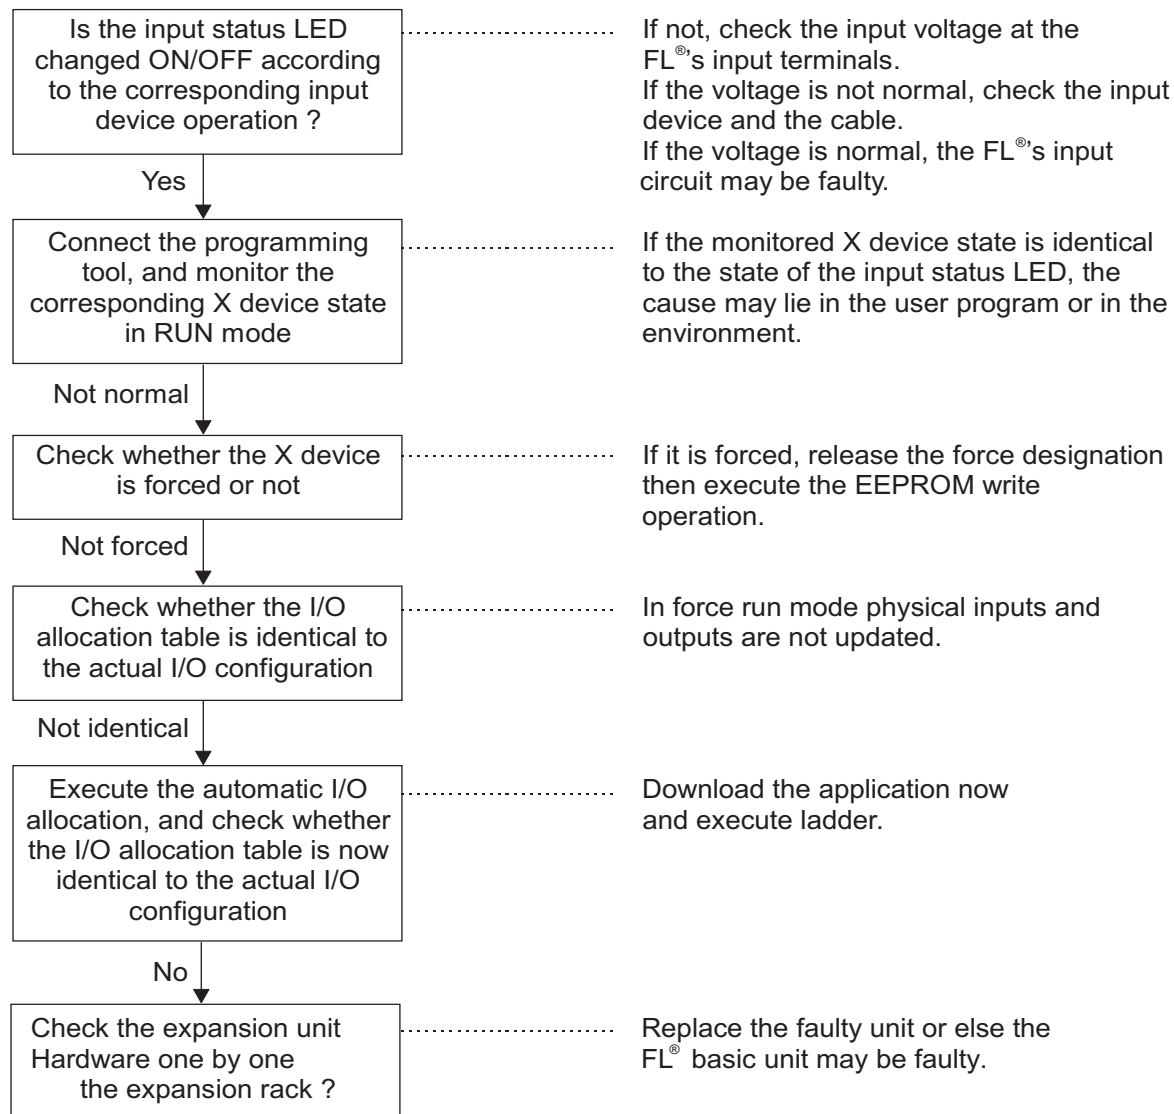 Is the input status LED
changed ON/OFF according
to the corresponding input
device operation ?
If not, check the input voltage at the
FL®'s input terminals.
If the voltage is not normal, check the input
device and the cable.
If the voltage is normal, the FL®'s input
circuit may be faulty.
Yes
Connect the programming
tool, and monitor the
corresponding X device state
in RUN mode
If the monitored X device state is identical
to the state of the input status LED, the
cause may lie in the user program or in the
environment.
Not normal
Check whether the X device
is forced or not
If it is forced, release the force designation
then execute the EEPROM write
operation.
Not forced
Check whether the I/O
allocation table is identical to
the actual I/O configuration
In force run mode physical inputs and
outputs are not updated.
Not identical
Execute the automatic I/O
allocation, and check whether
the I/O allocation table is now
identical to the actual I/O
configuration
Download the application now
and execute ladder.
No
Check the expansion unit
Hardware one by one
the expansion rack ?
Replace the faulty unit or else the
FL® basic unit may be faulty.